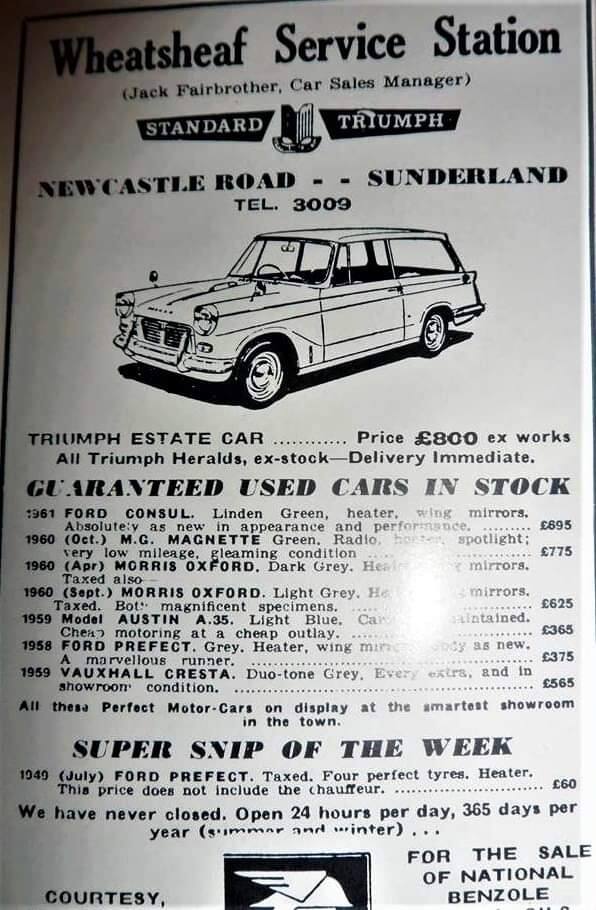 Wheatsheaf Service Station
(Jack Fairbrother, Car Sales Manager)
STANDARD TRIUMPH
NEWCASTLE ROAD - - SUNDERLAND
TEL. 3009
TRIUMPH ESTATE CAR ............ Price £800 ex works
All Triumph Heralds, ex-stock—Delivery Immediate.
GUARANTEED USED CARS IN STOCK
1961 FORD CONSUL. Linden Green, heater, wing mirrors.
Absolutely as new in appearance and performance. ......... £695
1960 (Oct.) M.G. MAGNETTE Green, Radio, heater, spotlight;
very low mileage, gleaming condition .... £775
1960 (Apr) MORRIS OXFORD. Dark Grey. Heater, mirrors.
Taxed also—
1960 (Sept.) MORRIS OXFORD. Light Grey. mirrors.
Taxed. Both magnificent specimens. ..... £625
1959 Model AUSTIN A.35. Light Blue. maintained.
Cheap motoring at a cheap outlay. ..... £365
1958 FORD PREFECT. Grey. Heater, wing mirrors, body as new.
A marvellous runner. ..... £375
1959 VAUXHALL CRESTA. Duo-tone Grey, Every extra, and in
showroom condition. ..... £565
All these Perfect Motor-Cars on display at the smartest showroom
in the town.
SUPER SNIP OF THE WEEK
1949 (July) FORD PREFECT. Taxed. Four perfect tyres. Heater.
This price does not include the chauffeur. ..... £60
We have never closed. Open 24 hours per day, 365 days per
year (summer and winter) ...
COURTESY,
FOR THE SALE
OF NATIONAL
BENZOLE